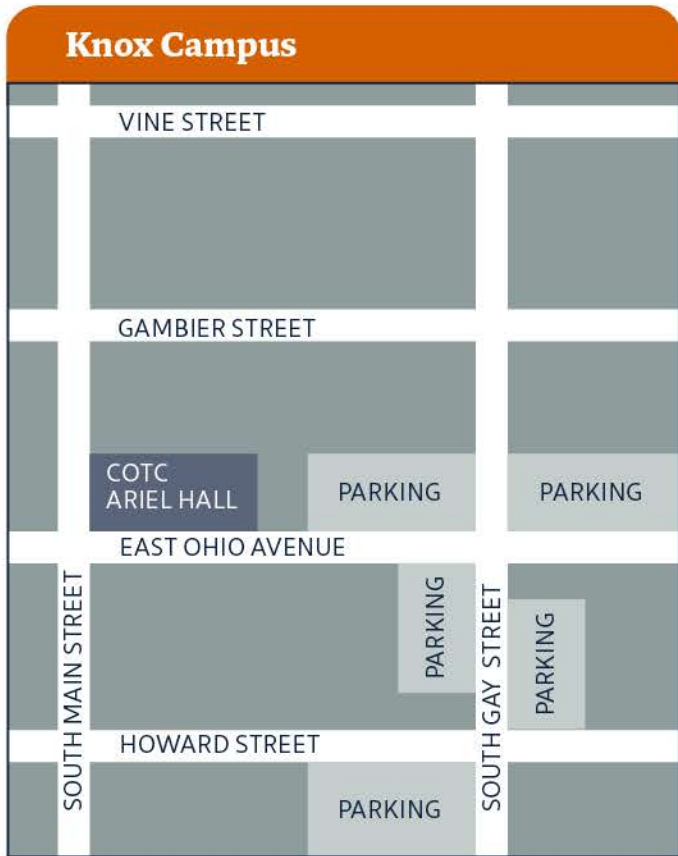 Knox Campus
VINE STREET
GAMBIER STREET
COTC
ARIEL HALL
PARKING
PARKING
EAST OHIO AVENUE
PARKING
PARKING
SOUTH MAIN STREET
SOUTH GAY STREET
HOWARD STREET
PARKING